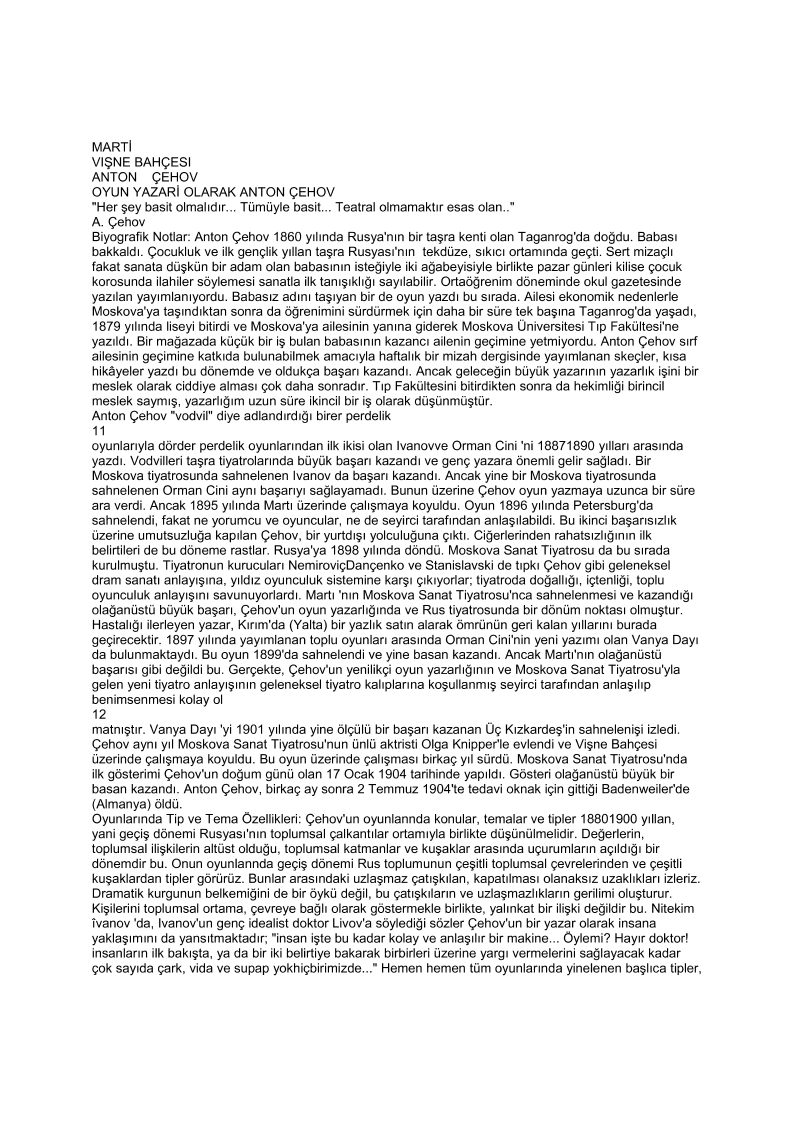 MARTİ
VIŞNE BAHÇESI
ANTON    ÇEHOV
OYUN YAZARİ OLARAK ANTON ÇEHOV
"Her şey basit olmalıdır... Tümüyle basit... Teatral olmamaktır esas olan.."
A. Çehov
Biyografik Notlar: Anton Çehov 1860 yılında Rusya'nın bir taşra kenti olan Taganrog'da doğdu. Babası
bakkaldı. Çocukluk ve ilk gençlik yıllan taşra Rusyası'nın  tekdüze, sıkıcı ortamında geçti. Sert mizaçlı
fakat sanata düşkün bir adam olan babasının isteğiyle iki ağabeyisiyle birlikte pazar günleri kilise çocuk
korosunda ilahiler söylemesi sanatla ilk tanışıklığı sayılabilir. Ortaöğrenim döneminde okul gazetesinde
yazılan yayımlanıyordu. Babasız adını taşıyan bir de oyun yazdı bu sırada. Ailesi ekonomik nedenlerle
Moskova'ya taşındıktan sonra da öğrenimini sürdürmek için daha bir süre tek başına Taganrog'da yaşadı,
1879 yılında liseyi bitirdi ve Moskova'ya ailesinin yanına giderek Moskova Üniversitesi Tıp Fakültesi'ne
yazıldı. Bir mağazada küçük bir iş bulan babasının kazancı ailenin geçimine yetmiyordu. Anton Çehov sırf
ailesinin geçimine katkıda bulunabilmek amacıyla haftalık bir mizah dergisinde yayımlanan skeçler, kısa
hikâyeler yazdı bu dönemde ve oldukça başarı kazandı. Ancak geleceğin büyük yazarının yazarlık işini bir
meslek olarak ciddiye alması çok daha sonradır. Tıp Fakültesini bitirdikten sonra da hekimliği birincil
meslek saymış, yazarlığım uzun süre ikincil bir iş olarak düşünmüştür.
Anton Çehov "vodvil" diye adlandırdığı birer perdelik
11
oyunlarıyla dörder perdelik oyunlarından ilk ikisi olan Ivanovve Orman Cini 'ni 18871890 yılları arasında
yazdı. Vodvilleri taşra tiyatrolarında büyük başarı kazandı ve genç yazara önemli gelir sağladı. Bir
Moskova tiyatrosunda sahnelenen Ivanov da başarı kazandı. Ancak yine bir Moskova tiyatrosunda
sahnelenen Orman Cini aynı başarıyı sağlayamadı. Bunun üzerine Çehov oyun yazmaya uzunca bir süre
ara verdi. Ancak 1895 yılında Martı üzerinde çalışmaya koyuldu. Oyun 1896 yılında Petersburg'da
sahnelendi, fakat ne yorumcu ve oyuncular, ne de seyirci tarafından anlaşılabildi. Bu ikinci başarısızlık
üzerine umutsuzluğa kapılan Çehov, bir yurtdışı yolculuğuna çıktı. Ciğerlerinden rahatsızlığının ilk
belirtileri de bu döneme rastlar. Rusya'ya 1898 yılında döndü. Moskova Sanat Tiyatrosu da bu sırada
kurulmuştu. Tiyatronun kurucuları NemiroviçDançenko ve Stanislavski de tıpkı Çehov gibi geleneksel
dram sanatı anlayışına, yıldız oyunculuk sistemine karşı çıkıyorlar; tiyatroda doğallığı, içtenliği, toplu
oyunculuk anlayışını savunuyorlardı. Martı 'nın Moskova Sanat Tiyatrosu'nca sahnelenmesi ve kazandığı
olağanüstü büyük başarı, Çehov'un oyun yazarlığında ve Rus tiyatrosunda bir dönüm noktası olmuştur.
Hastalığı ilerleyen yazar, Kırım'da (Yalta) bir yazlık satın alarak ömrünün geri kalan yıllarını burada
geçirecektir. 1897 yılında yayımlanan toplu oyunları arasında Orman Cini'nin yeni yazımı olan Vanya Dayı
da bulunmaktaydı. Bu oyun 1899'da sahnelendi ve yine basan kazandı. Ancak Martı'nın olağanüstü
başarısı gibi değildi bu. Gerçekte, Çehov'un yenilikçi oyun yazarlığının ve Moskova Sanat Tiyatrosu'yla
gelen yeni tiyatro anlayışının geleneksel tiyatro kalıplarına koşullanmış seyirci tarafından anlaşılıp
benimsenmesi kolay ol
12
matnıştır. Vanya Dayı 'yi 1901 yılında yine ölçülü bir başarı kazanan Üç Kızkardeş'in sahnelenişi izledi.
Çehov aynı yıl Moskova Sanat Tiyatrosu'nun ünlü aktristi Olga Knipper'le evlendi ve Vişne Bahçesi
üzerinde çalışmaya koyuldu. Bu oyun üzerinde çalışması birkaç yıl sürdü. Moskova Sanat Tiyatrosu'nda
ilk gösterimi Çehov'un doğum günü olan 17 Ocak 1904 tarihinde yapıldı. Gösteri olağanüstü büyük bir
basan kazandı. Anton Çehov, birkaç ay sonra 2 Temmuz 1904'te tedavi oknak için gittiği Badenweiler'de
(Almanya) öldü.
Oyunlarında Tip ve Tema Özellikleri: Çehov'un oyunlannda konular, temalar ve tipler 18801900 yıllan,
yani geçiş dönemi Rusyası'nın toplumsal çalkantılar ortamıyla birlikte düşünülmelidir. Değerlerin,
toplumsal ilişkilerin altüst olduğu, toplumsal katmanlar ve kuşaklar arasında uçurumların açıldığı bir
dönemdir bu. Onun oyunlannda geçiş dönemi Rus toplumunun çeşitli toplumsal çevrelerinden ve çeşitli
kuşaklardan tipler görürüz. Bunlar arasındaki uzlaşmaz çatışkılan, kapatılması olanaksız uzaklıkları izleriz.
Dramatik kurgunun belkemiğini de bir öykü değil, bu çatışkıların ve uzlaşmazlıkların gerilimi oluşturur.
Kişilerini toplumsal ortama, çevreye bağlı olarak göstermekle birlikte, yalınkat bir ilişki değildir bu. Nitekim
îvanov 'da, Ivanov'un genç idealist doktor Livov'a söylediği sözler Çehov'un bir yazar olarak insana
yaklaşımını da yansıtmaktadır; "insan işte bu kadar kolay ve anlaşılır bir makine... Öylemi? Hayır doktor!
insanların ilk bakışta, ya da bir iki belirtiye bakarak birbirleri üzerine yargı vermelerini sağlayacak kadar
çok sayıda çark, vida ve supap yokhiçbirimizde..." Hemen hemen tüm oyunlarında yinelenen başlıca tipler,